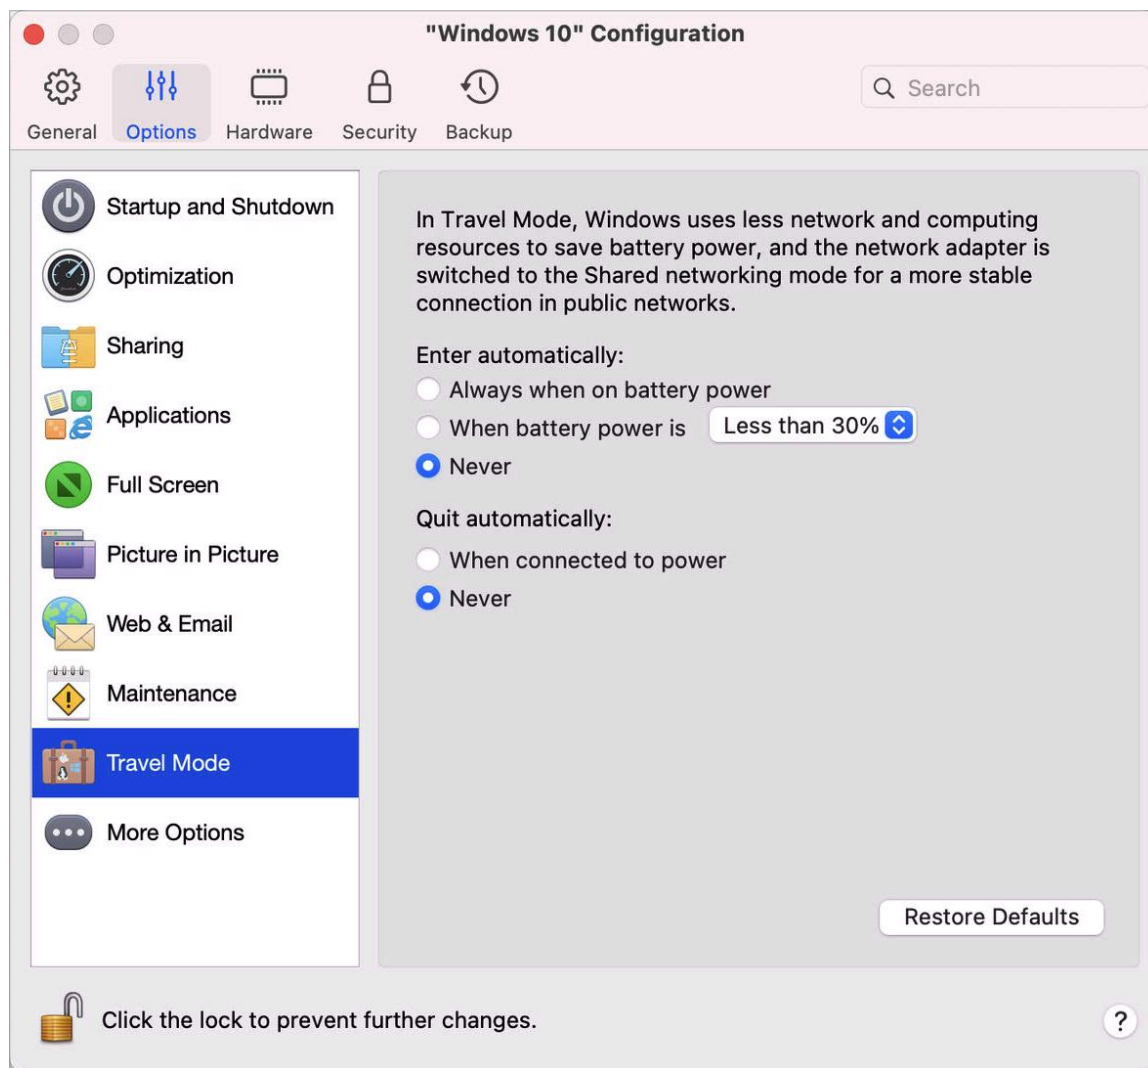 "Windows 10" Configuration
General
Options
Hardware
Security
Backup
Search
Startup and Shutdown
Optimization
Sharing
Applications
Full Screen
Picture in Picture
Web & Email
Maintenance
Travel Mode
More Options
In Travel Mode, Windows uses less network and computing
resources to save battery power, and the network adapter is
switched to the Shared networking mode for a more stable
connection in public networks.
Enter automatically:
Always when on battery power
When battery power is Less than 30%
Never
Quit automatically:
When connected to power
Never
Restore Defaults
Click the lock to prevent further changes.
?